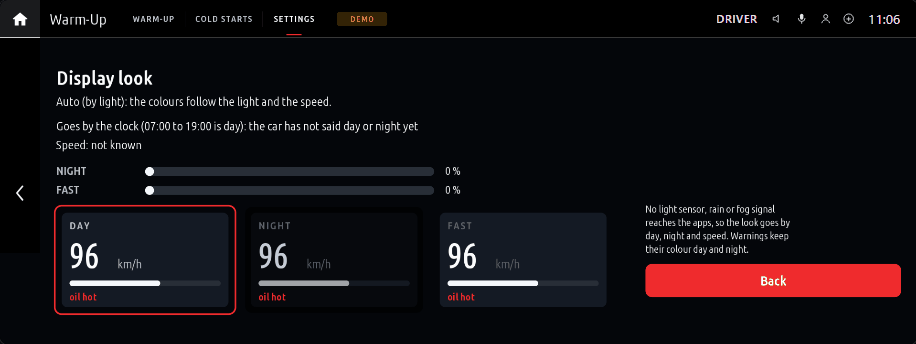 Warm-Up
WARM-UP
COLD STARTS
SETTINGS
DEMO
DRIVER
11:06
Display look
Auto (by light): the colours follow the light and the speed.
Goes by the clock (07:00 to 19:00 is day): the car has not said day or night yet
Speed: not known
NIGHT 0 %
FAST 0 %
DAY
96 km/h
oil hot
NIGHT
96 km/h
oil hot
FAST
96 km/h
oil hot
No light sensor, rain or fog signal
reaches the apps, so the look goes by
day, night and speed. Warnings keep
their colour day and night.
Back